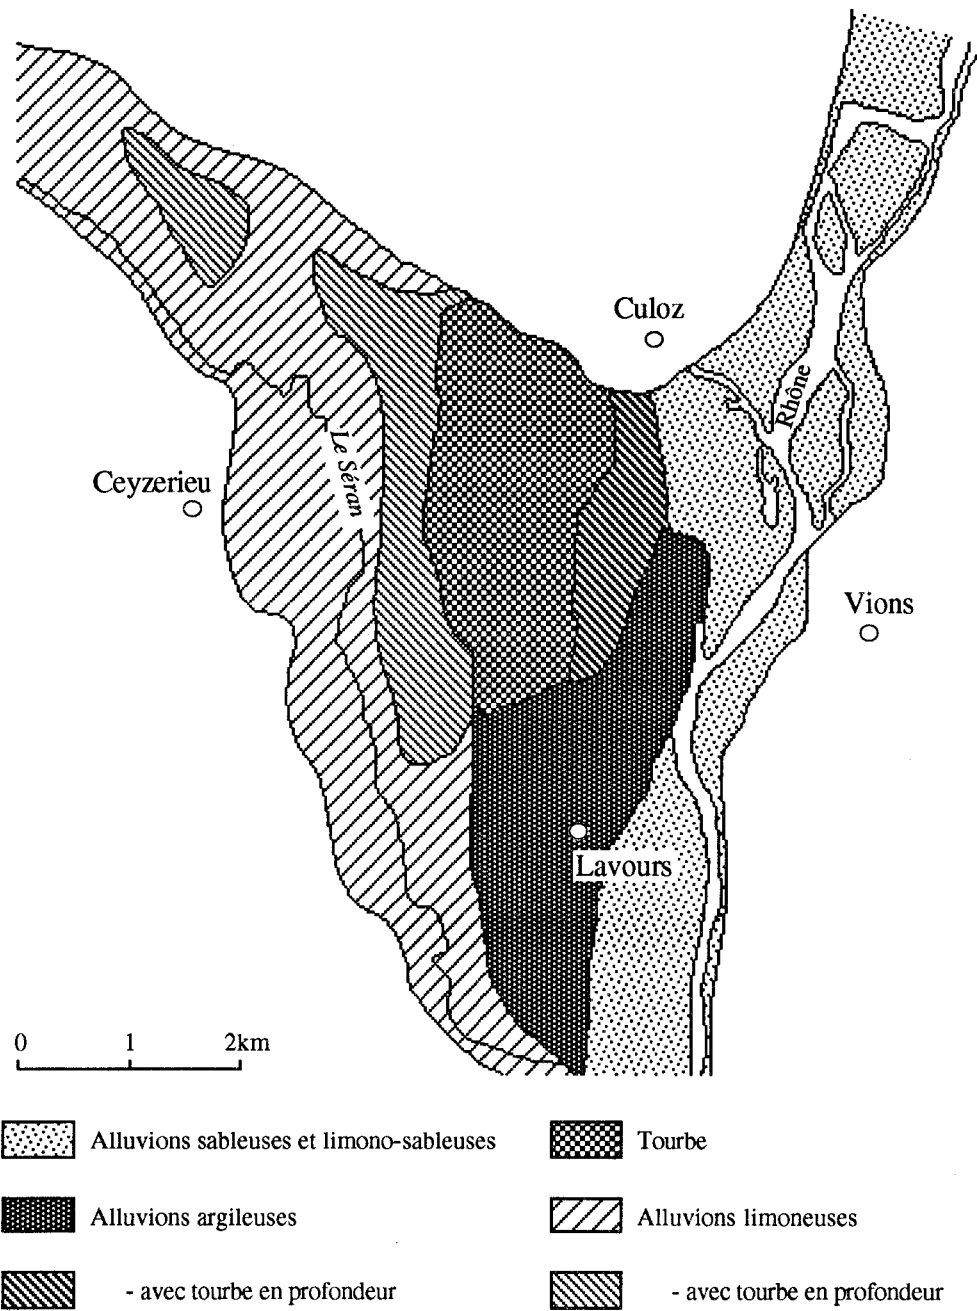 Culoz
Rhône
Le Séran
Ceyzerieu
Vions
Lavours
0 1 2km
Alluvions sableuses et limono-sableuses
Tourbe
Alluvions argileuses
Alluvions limoneuses
- avec tourbe en profondeur
- avec tourbe en profondeur